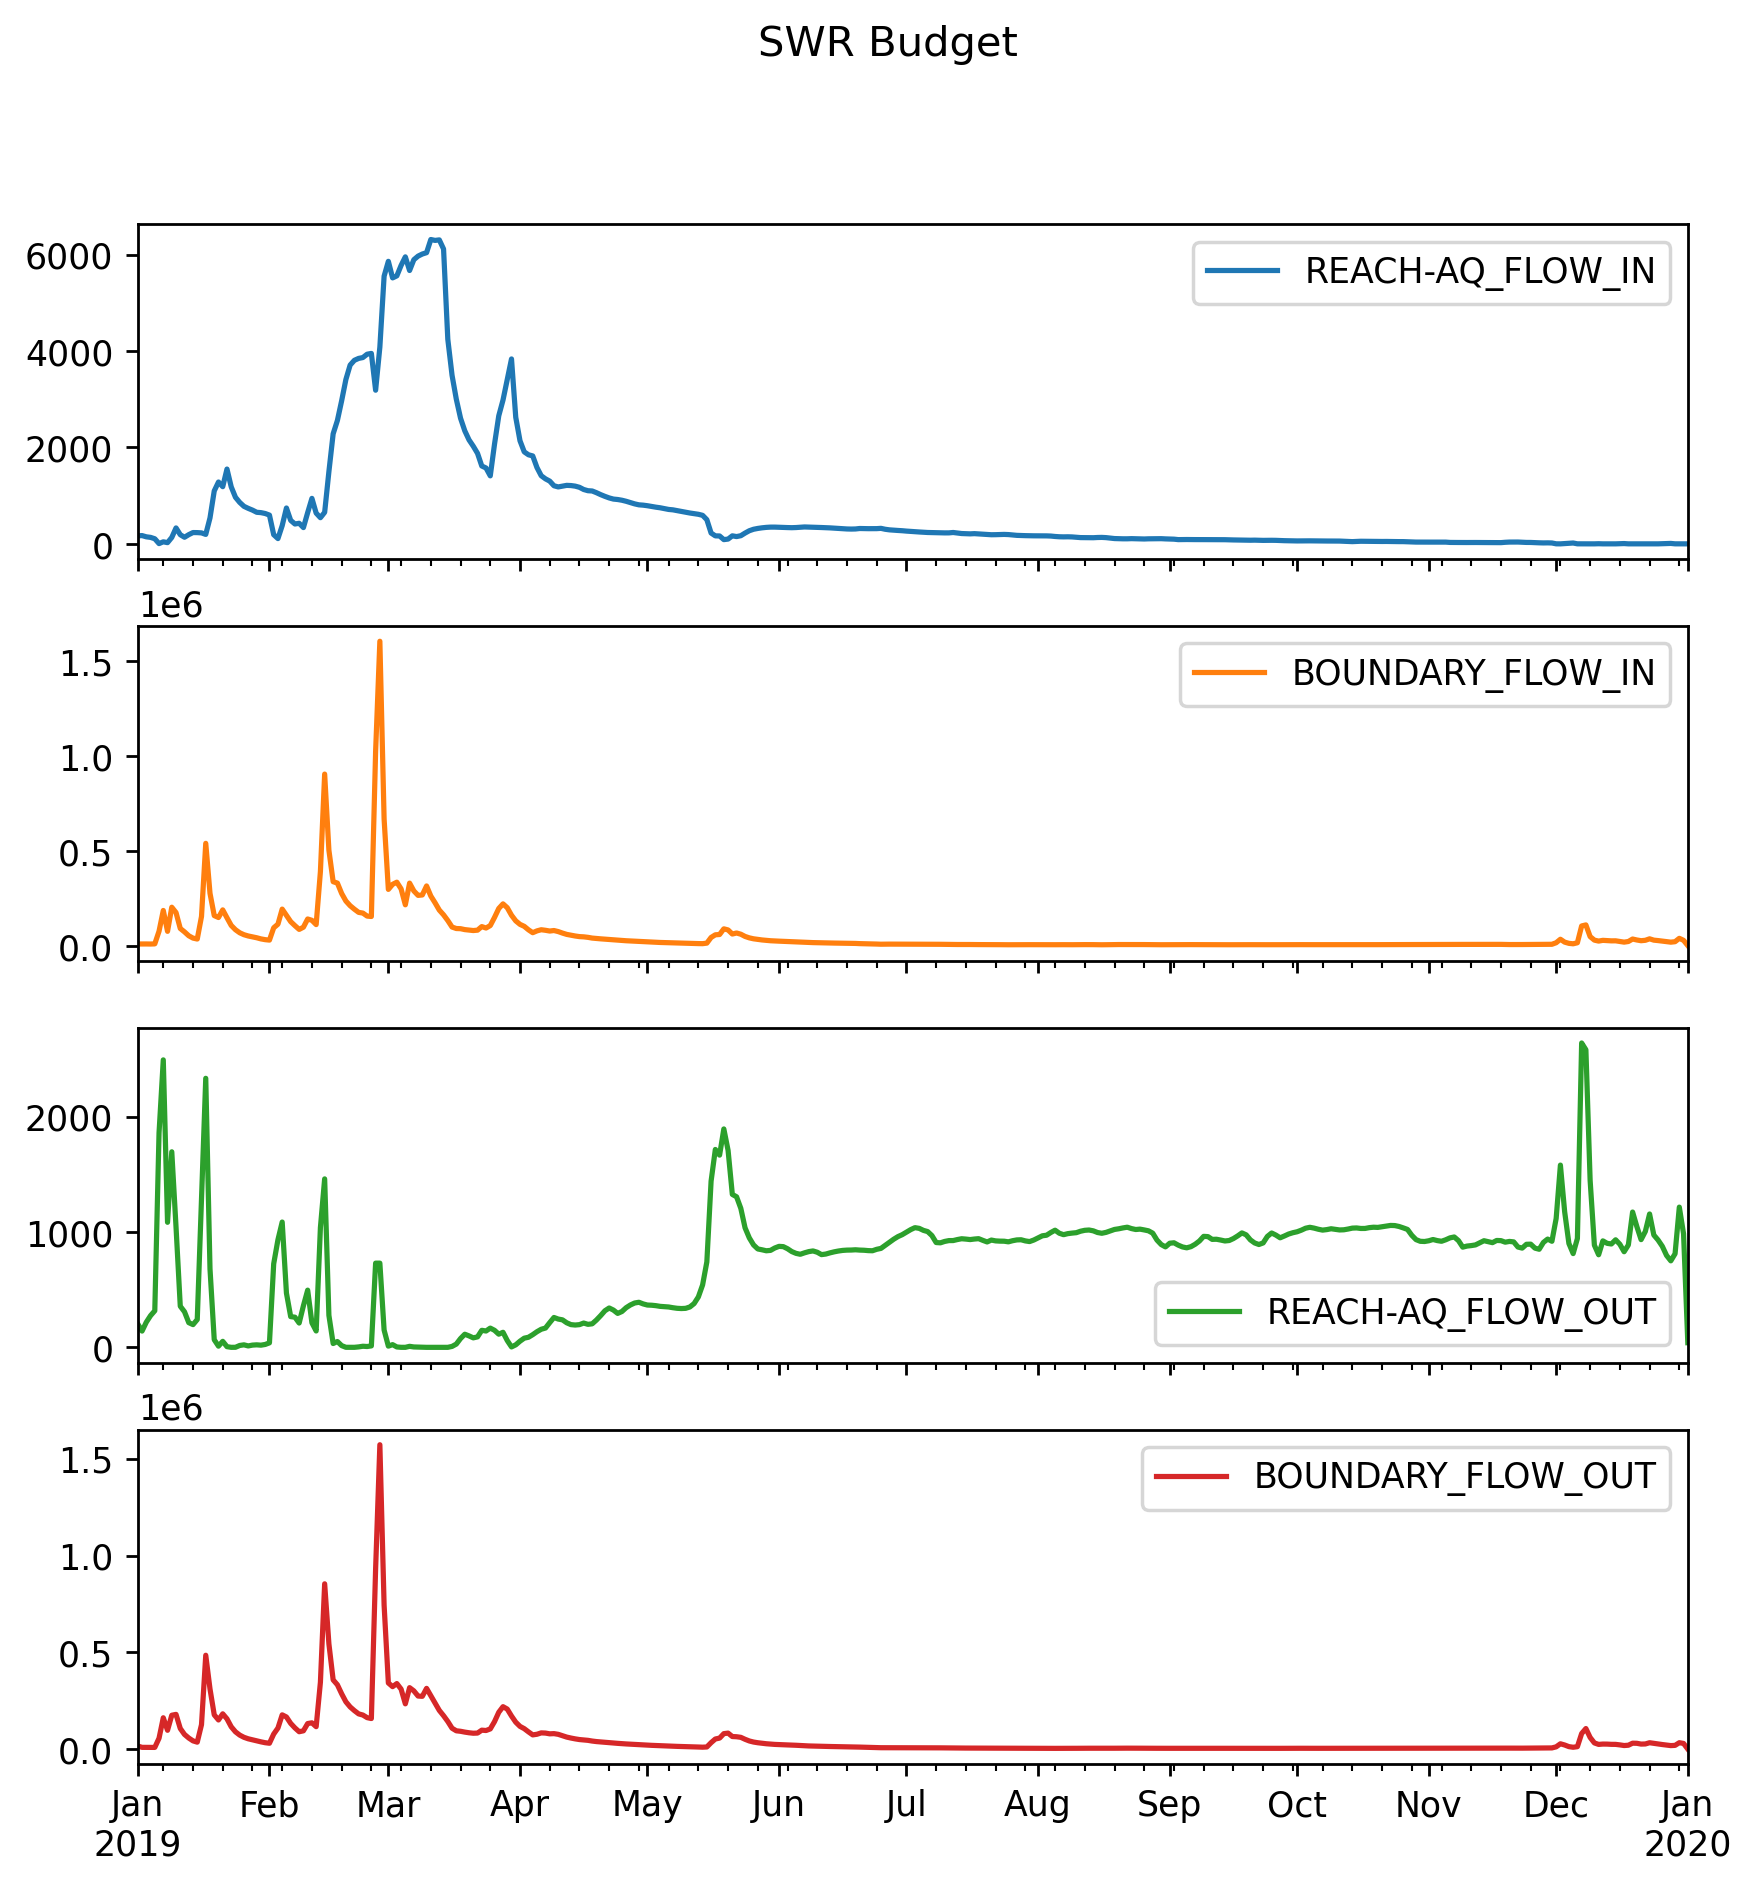 SWR Budget
6000
4000
2000
0
REACH-AQ_FLOW_IN
1e6
1.5
1.0
0.5
0.0
BOUNDARY_FLOW_IN
2000
1000
0
REACH-AQ_FLOW_OUT
1e6
1.5
1.0
0.5
0.0
BOUNDARY_FLOW_OUT
Jan Feb Mar Apr May Jun Jul Aug Sep Oct Nov Dec Jan
2019 2020